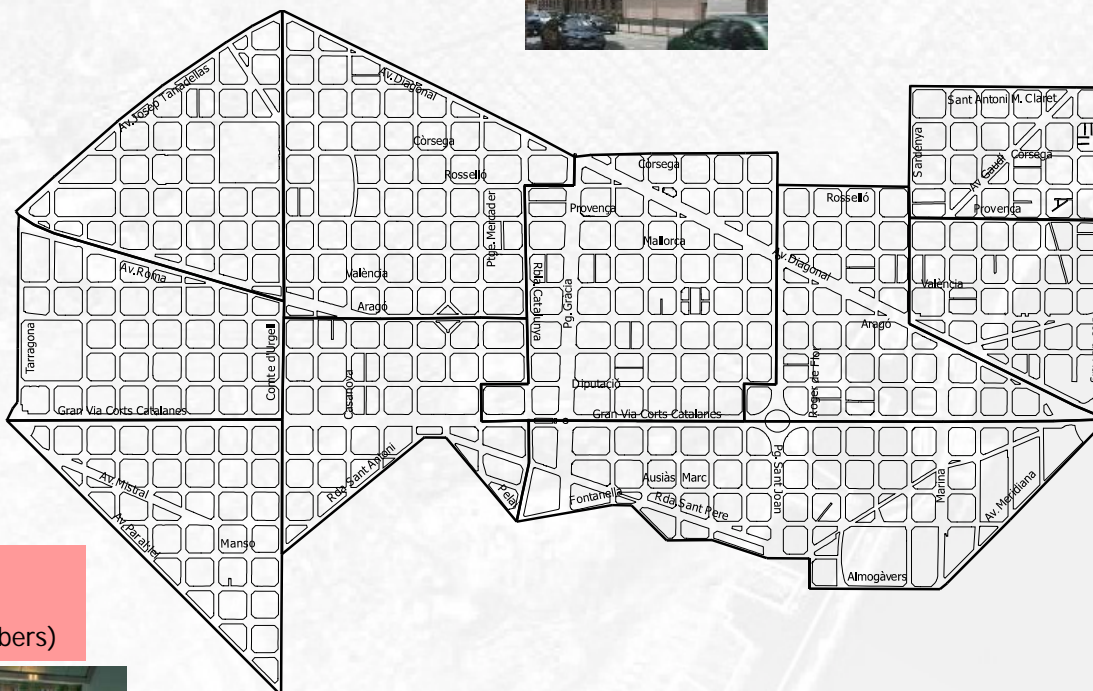 Av. Josep Tarradellas
Av. Diagonal
Còrsega
Rosselló
Ptge. Mercader
València
Aragó
Av. Roma
Tarragona
Comte d'Urgell
Casanova
Gran Via Corts Catalanes
Av. Mistral
Av. Paral·lel
Manso
Rda. Sant Antoni
Pelai
Còrsega
Provença
Mallorca
Rbla. Catalunya
Pg. Gràcia
Diputació
Gran Via Corts Catalanes
Ausiàs Marc
Fontanella
Rda. Sant Pere
Pg. Sant Joan
Almogàvers
Marina
Av. Meridiana
Roger de Flor
Aragó
Av. Diagonal
Rosselló
València
Sardenya
Sant Antoni M. Claret
Av. Gaudí
Còrsega
Provença
bers)